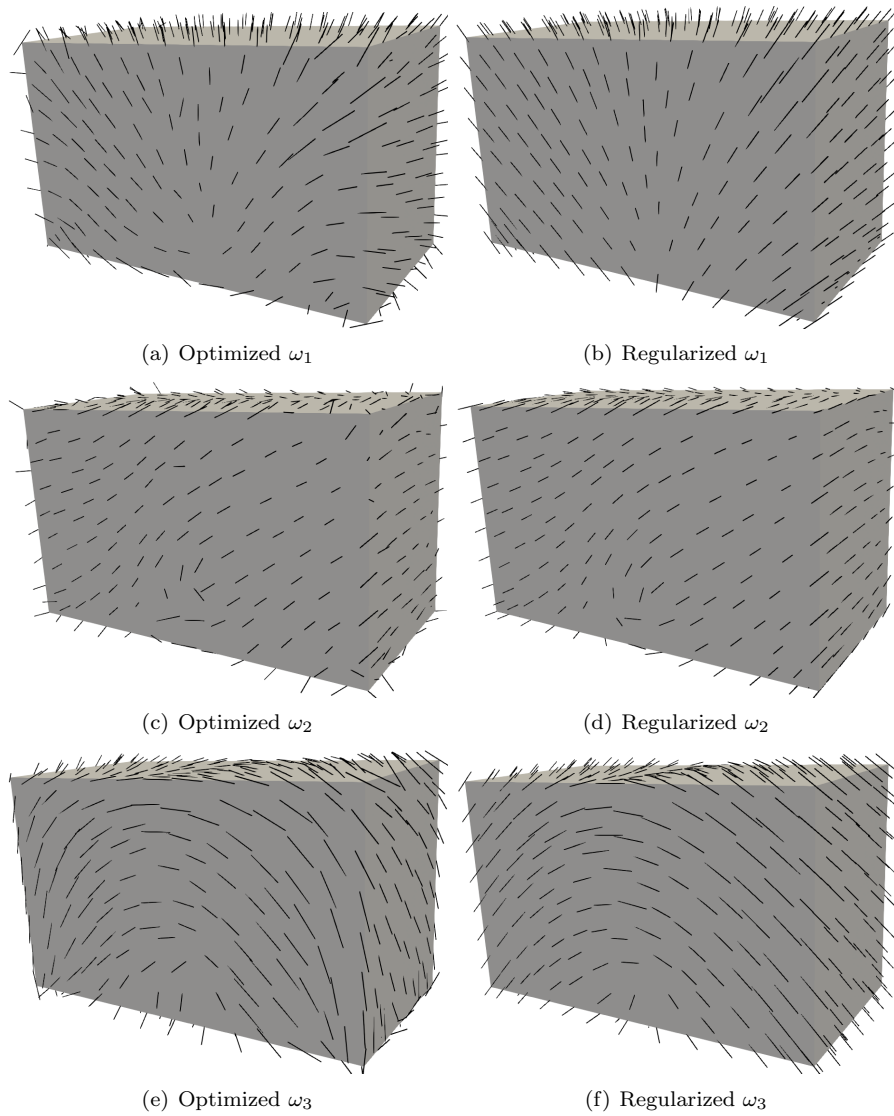 (a) Optimized ω₁
(b) Regularized ω₁
(c) Optimized ω₂
(d) Regularized ω₂
(e) Optimized ω₃
(f) Regularized ω₃